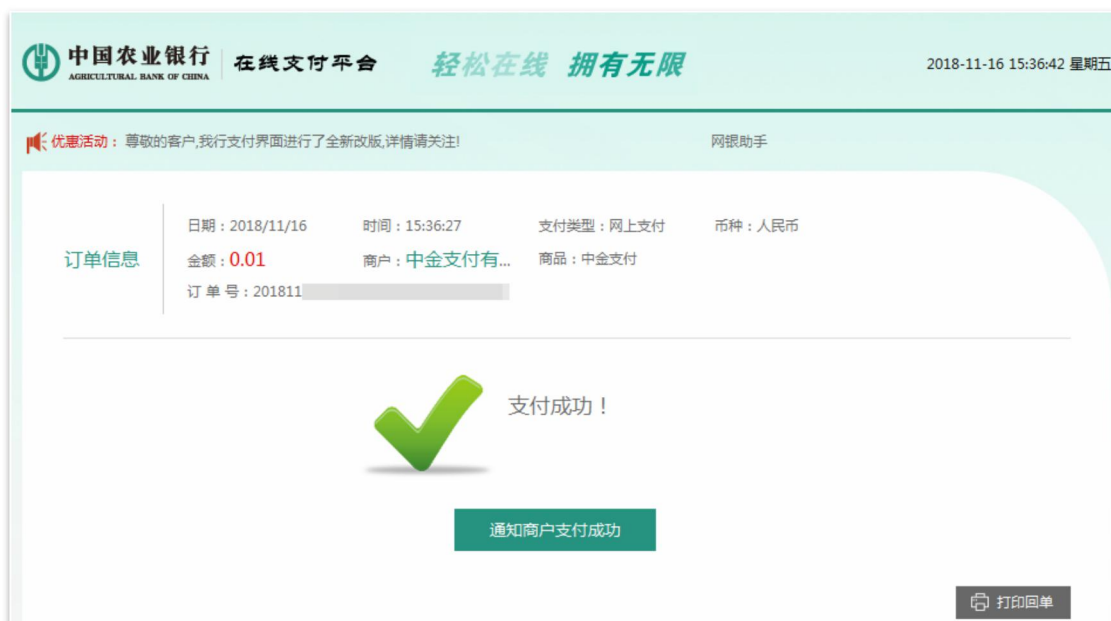 中国农业银行
AGRICULTURAL BANK OF CHINA
在线支付平台
轻松在线 拥有无限
2018-11-16 15:36:42 星期五
优惠活动：尊敬的客户,我行支付界面进行了全新改版,详情请关注!
网银助手
订单信息
日期：2018/11/16 时间：15:36:27 支付类型：网上支付 币种：人民币
金额：0.01 商户：中金支付有... 商品：中金支付
订 单 号：201811
支付成功！
通知商户支付成功
打印回单